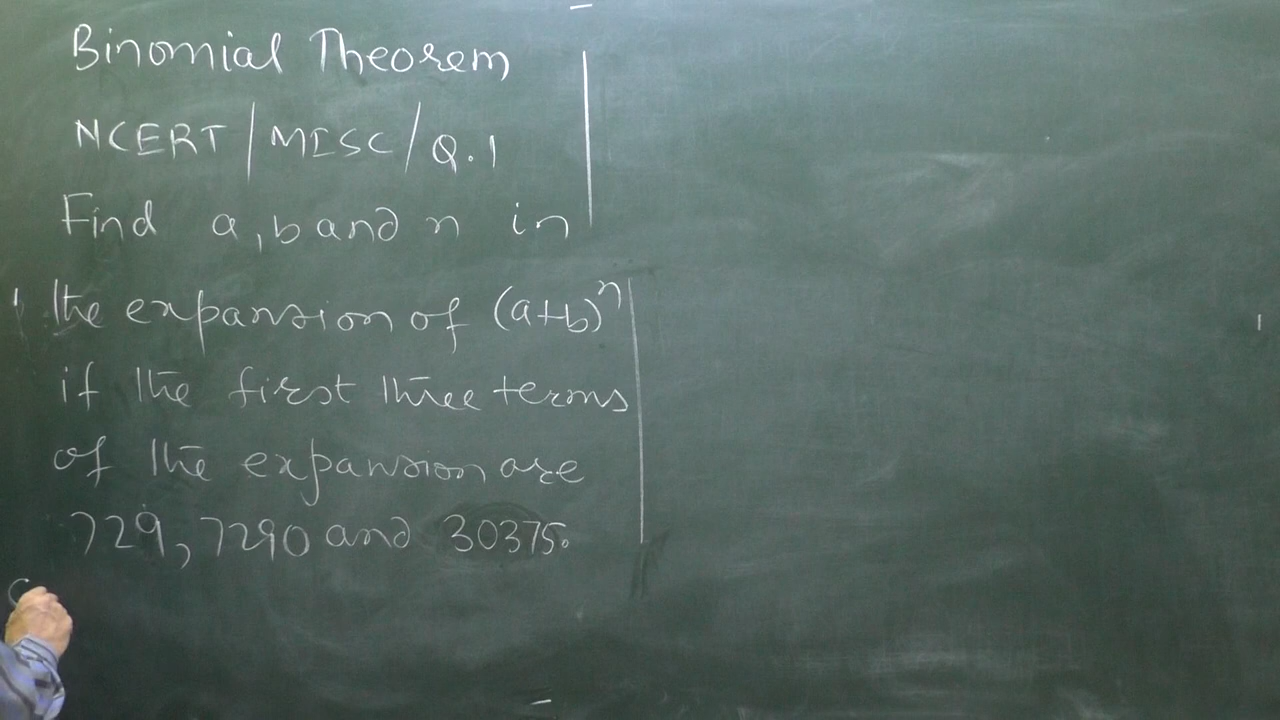 Binomial Theorem
NCERT/MISC/Q.1
Find a, b and n in
the expansion of (a+b)^n
if the first three terms
of the expansion are
729, 7290 and 30375.